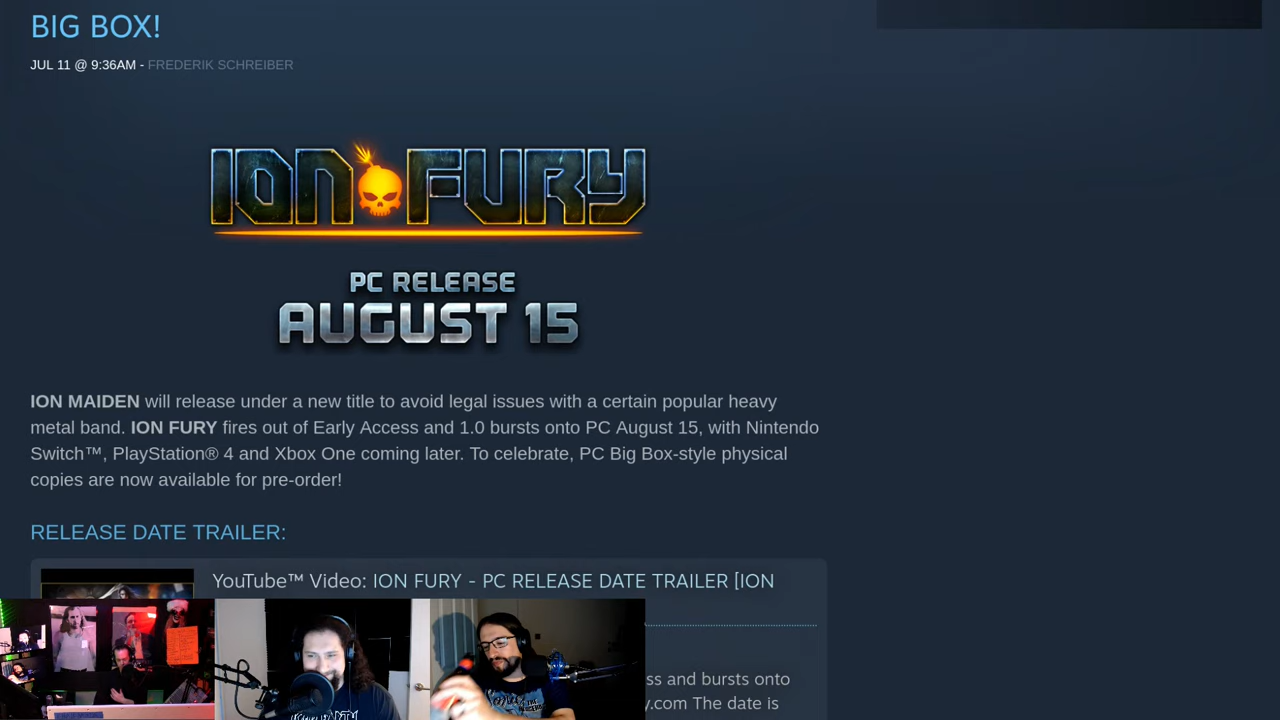 BIG BOX!
JUL 11 @ 9:36AM - FREDERIK SCHREIBER
ION FURY
PC RELEASE
AUGUST 15
ION MAIDEN will release under a new title to avoid legal issues with a certain popular heavy
metal band. ION FURY fires out of Early Access and 1.0 bursts onto PC August 15, with Nintendo
Switch™, PlayStation® 4 and Xbox One coming later. To celebrate, PC Big Box-style physical
copies are now available for pre-order!
RELEASE DATE TRAILER:
YouTube™ Video: ION FURY - PC RELEASE DATE TRAILER [ION
ss and bursts onto
y.com The date is